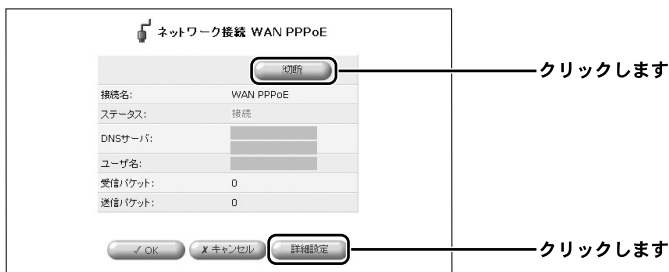 ネットワーク接続 WAN PPPoE
切断
クリックします
接続名: WAN PPPoE
ステータス: 接続
DNSサーバ:
ユーザ名:
受信パケット: 0
送信パケット: 0
✓ OK ✗ キャンセル 詳細設定
クリックします